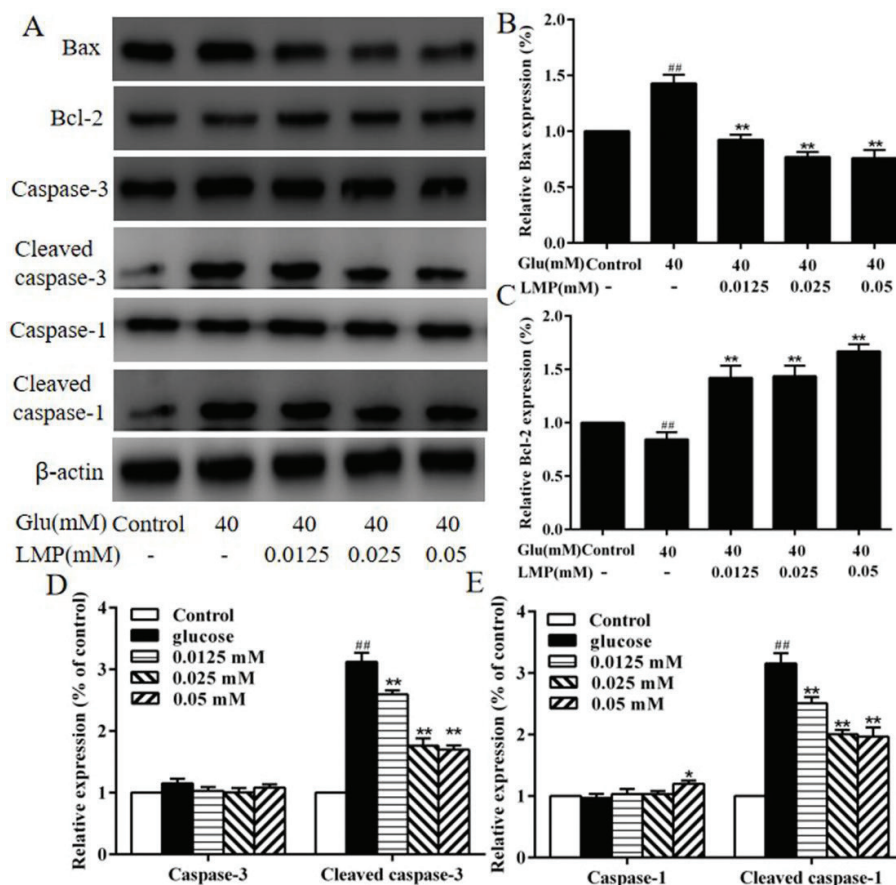 A
Bax
Bcl-2
Caspase-3
Cleaved
caspase-3
Caspase-1
Cleaved
caspase-1
β-actin
Glu(mM) Control 40 40 40 40
LMP(mM) - - 0.0125 0.025 0.05
B
Relative Bax expression (%)
2.0
1.5
1.0
0.5
0.0
##
**
**
**
Glu(mM) Control 40 40 40 40
LMP(mM) - - 0.0125 0.025 0.05
C
Relative Bcl-2 expression (%)
2.0
1.5
1.0
0.5
0.0
##
**
**
**
Glu(mM)Control 40 40 40 40
LMP(mM) - - 0.0125 0.025 0.05
D
Relative expression (% of control)
4
3
2
1
0
Control
glucose
0.0125 mM
0.025 mM
0.05 mM
##
**
**
**
Caspase-3 Cleaved caspase-3
E
Relative expression (% of control)
4
3
2
1
0
Control
glucose
0.0125 mM
0.025 mM
0.05 mM
*
##
**
**
**
Caspase-1 Cleaved caspase-1